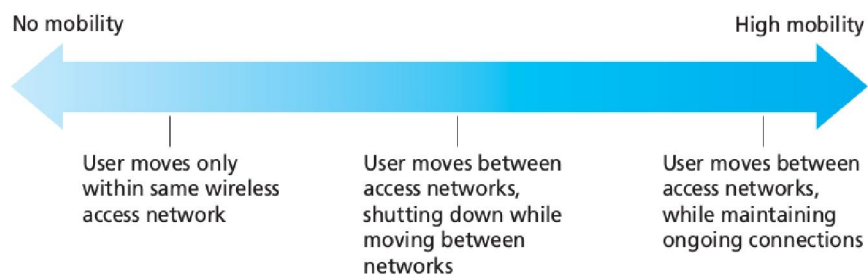 No mobility
High mobility
User moves only
within same wireless
access network
User moves between
access networks,
shutting down while
moving between
networks
User moves between
access networks,
while maintaining
ongoing connections